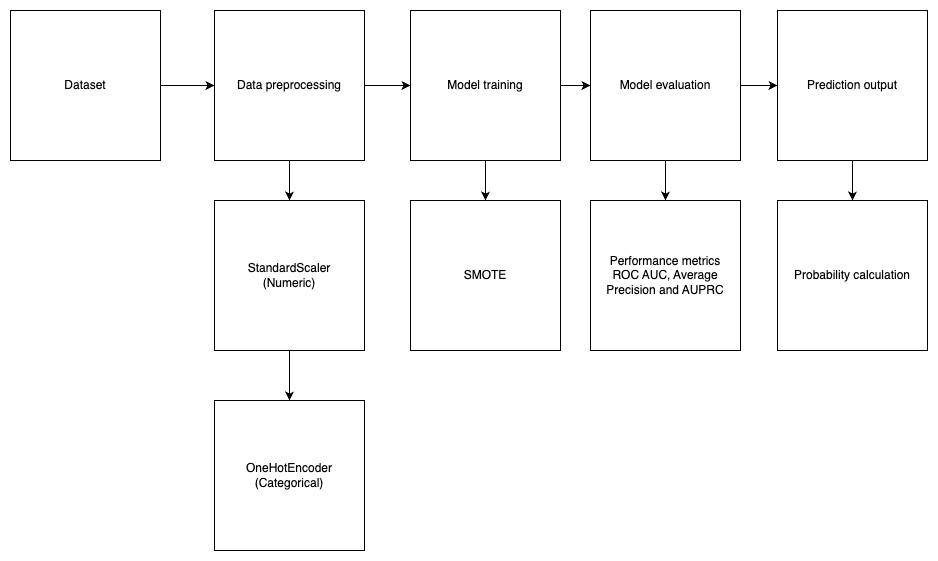 Dataset
Data preprocessing
Model training
Model evaluation
Prediction output
StandardScaler
(Numeric)
SMOTE
Performance metrics
ROC AUC, Average
Precision and AUPRC
Probability calculation
OneHotEncoder
(Categorical)